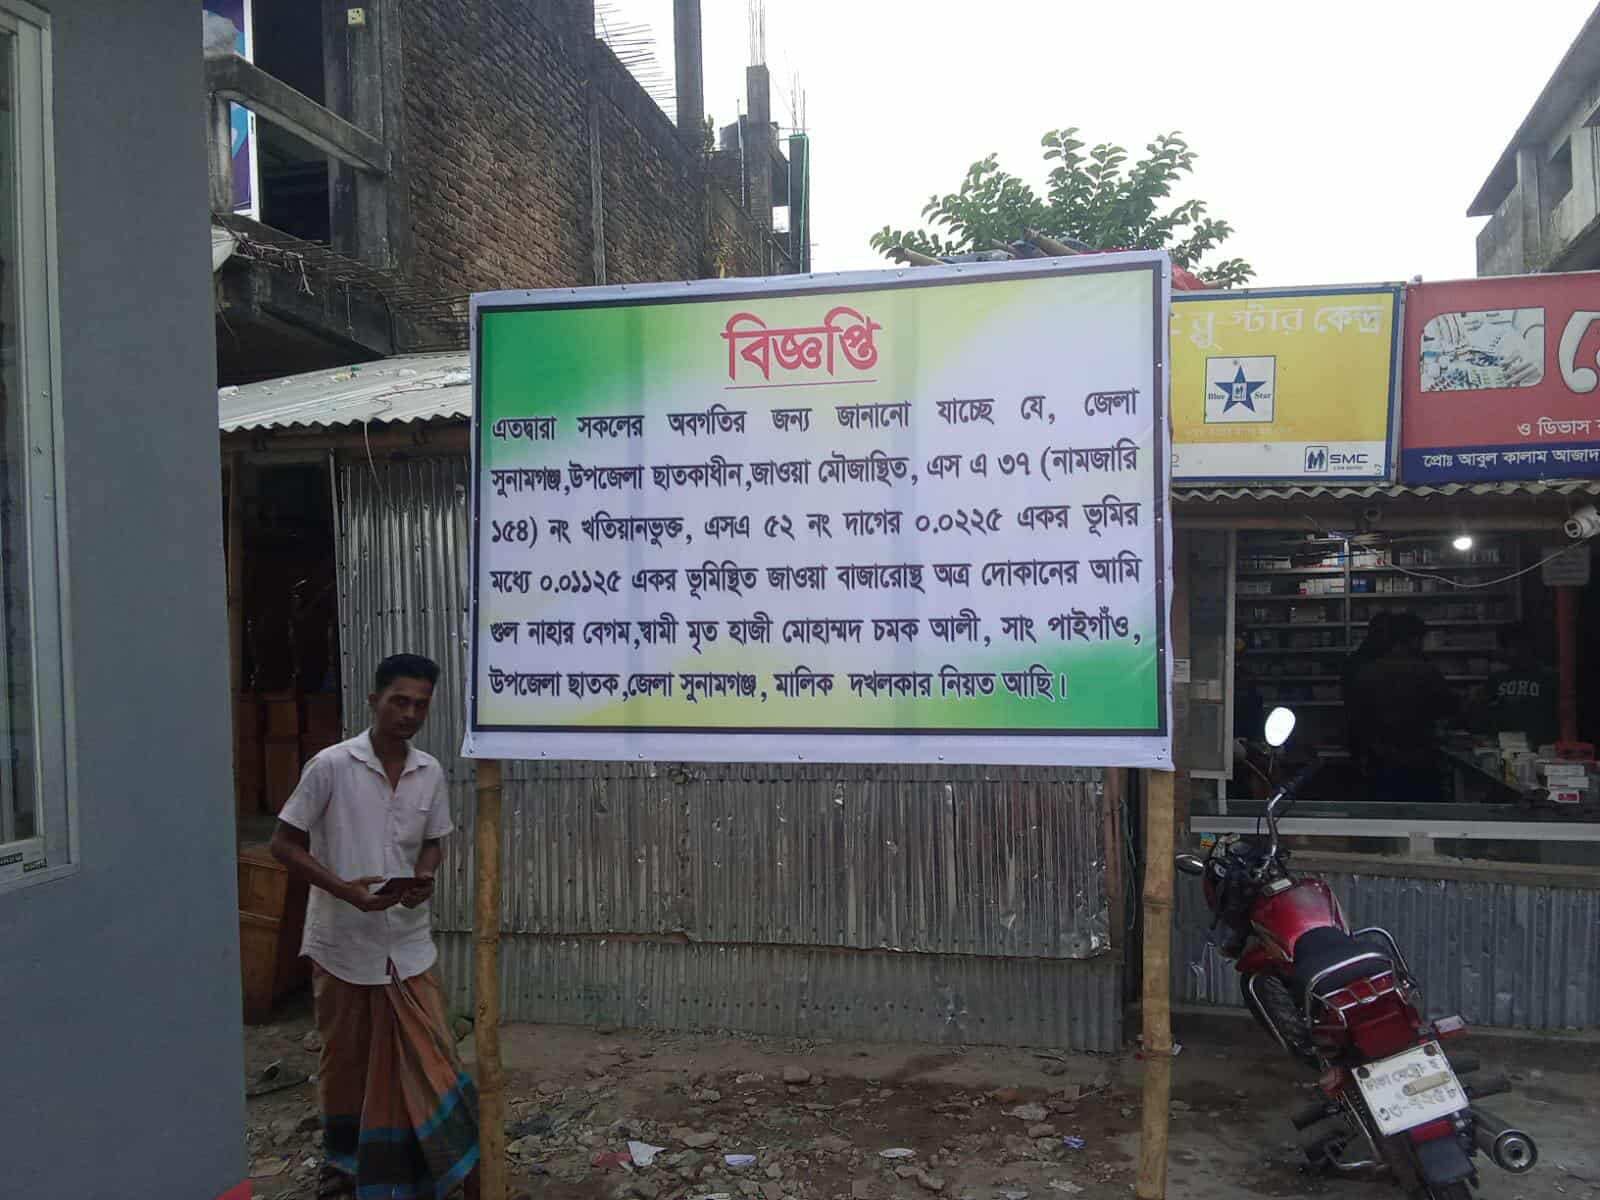 বিজ্ঞপ্তি
এতদ্বারা সকলের অবগতির জন্য জানানো যাচ্ছে যে, জেলা
সুনামগঞ্জ,উপজেলা ছাতকাধীন,জাওয়া মৌজাস্থিত, এস এ ৩৭ (নামজারি
১৫৪) নং খতিয়ানভুক্ত, এসএ ৫২ নং দাগের ০.০২২৫ একর ভূমির
মধ্যে ০.০১১২৫ একর ভূমিস্থিত জাওয়া বাজারোস্থ অত্র দোকানের আমি
গুল নাহার বেগম,স্বামী মৃত হাজী মোহাম্মদ চমক আলী, সাং পাইগাঁও,
উপজেলা ছাতক,জেলা সুনামগঞ্জ, মালিক দখলকার নিয়ত আছি।
ব্লু-স্টার কেন্দ্র
Blue Star
SMC
ও ডিভাস
প্রোঃ আবুল কালাম আজাদ